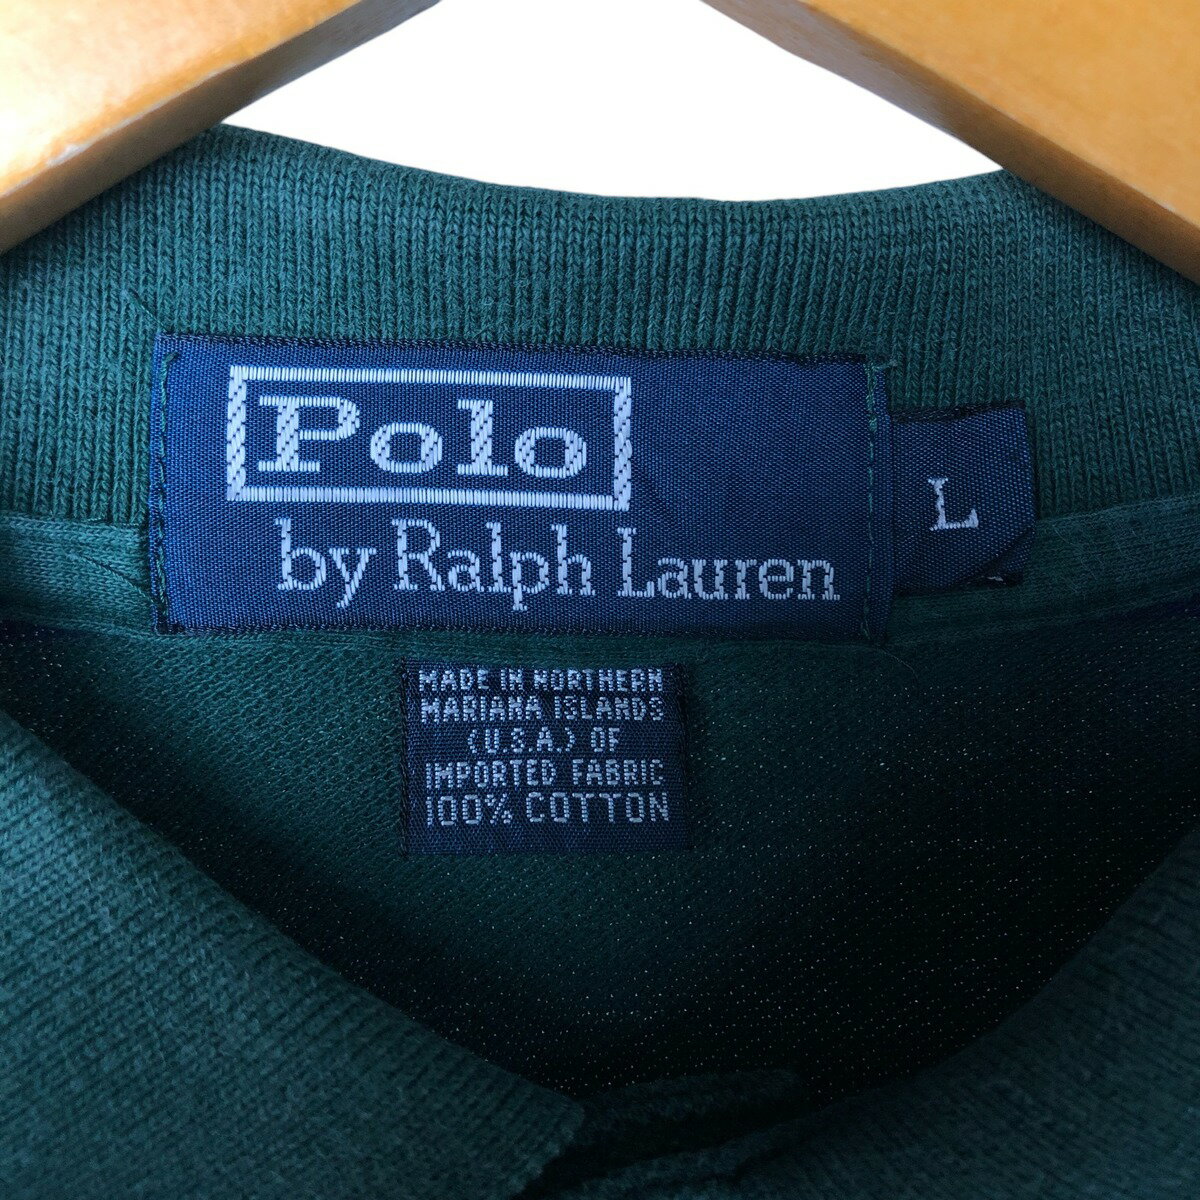 Polo
by Ralph Lauren
L
MADE IN NORTHERN
MARIANA ISLANDS
(U.S.A.) OF
IMPORTED FABRIC
100% COTTON